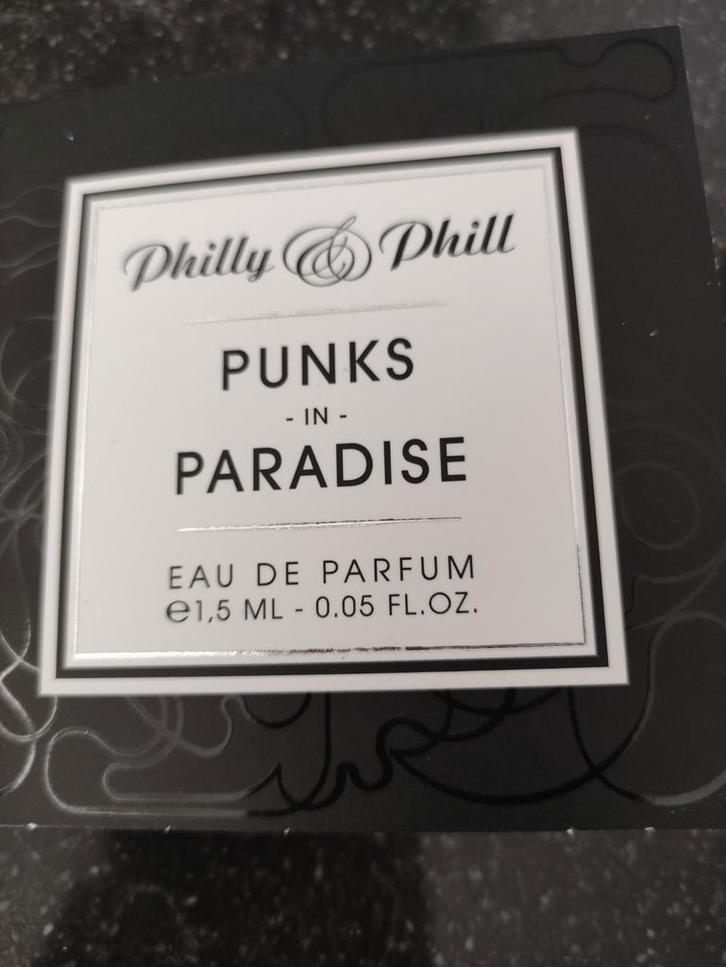 Philly & Phill
PUNKS
- IN -
PARADISE
EAU DE PARFUM
℮1,5 ML - 0.05 FL.OZ.